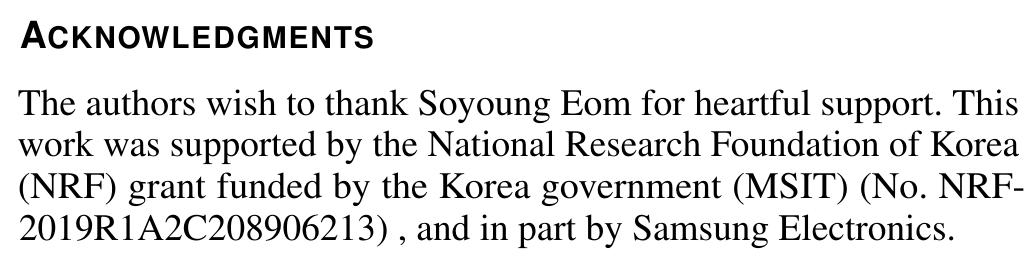 ACKNOWLEDGMENTS
The authors wish to thank Soyoung Eom for heartful support. This
work was supported by the National Research Foundation of Korea
(NRF) grant funded by the Korea government (MSIT) (No. NRF-
2019R1A2C208906213) , and in part by Samsung Electronics.